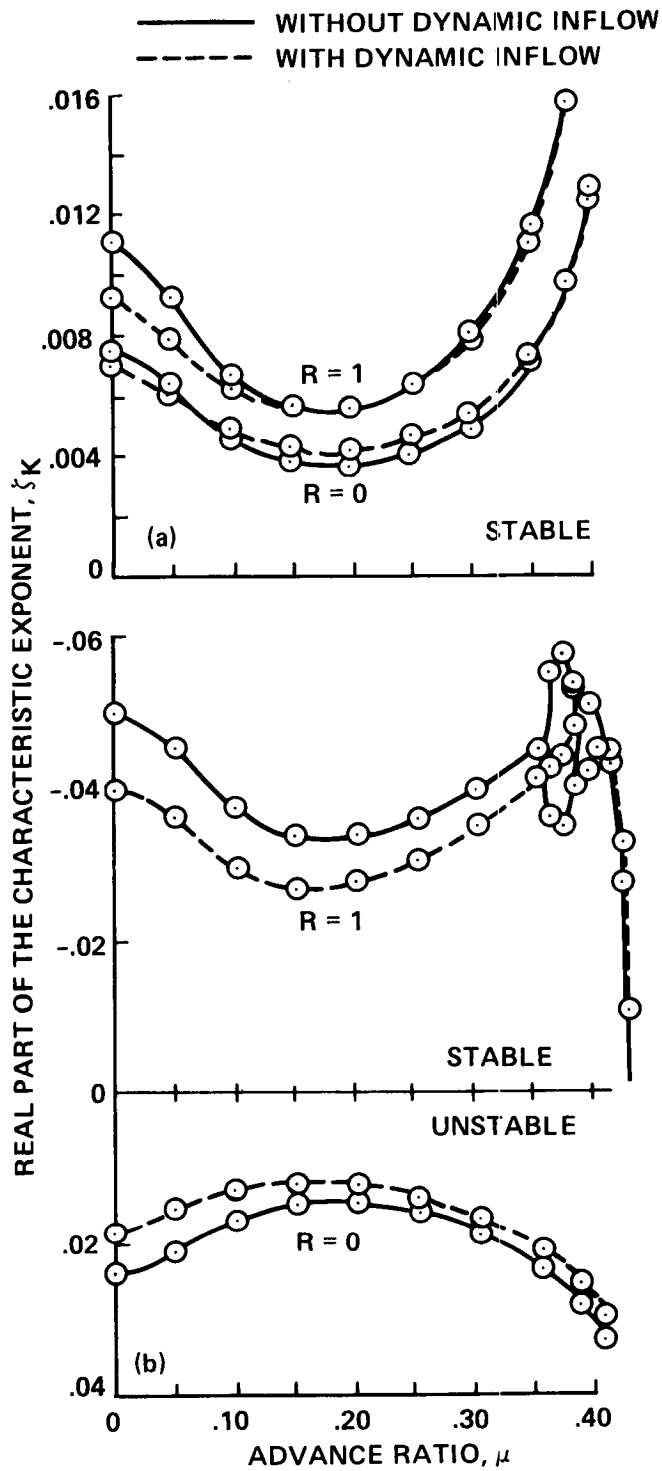 WITHOUT DYNAMIC INFLOW
WITH DYNAMIC INFLOW
.016
.012
.008
.004
0
R = 1
R = 0
(a)
STABLE
REAL PART OF THE CHARACTERISTIC EXPONENT, ζK
-.06
-.04
-.02
0
.02
.04
R = 1
STABLE
UNSTABLE
R = 0
(b)
0 .10 .20 .30 .40
ADVANCE RATIO, μ